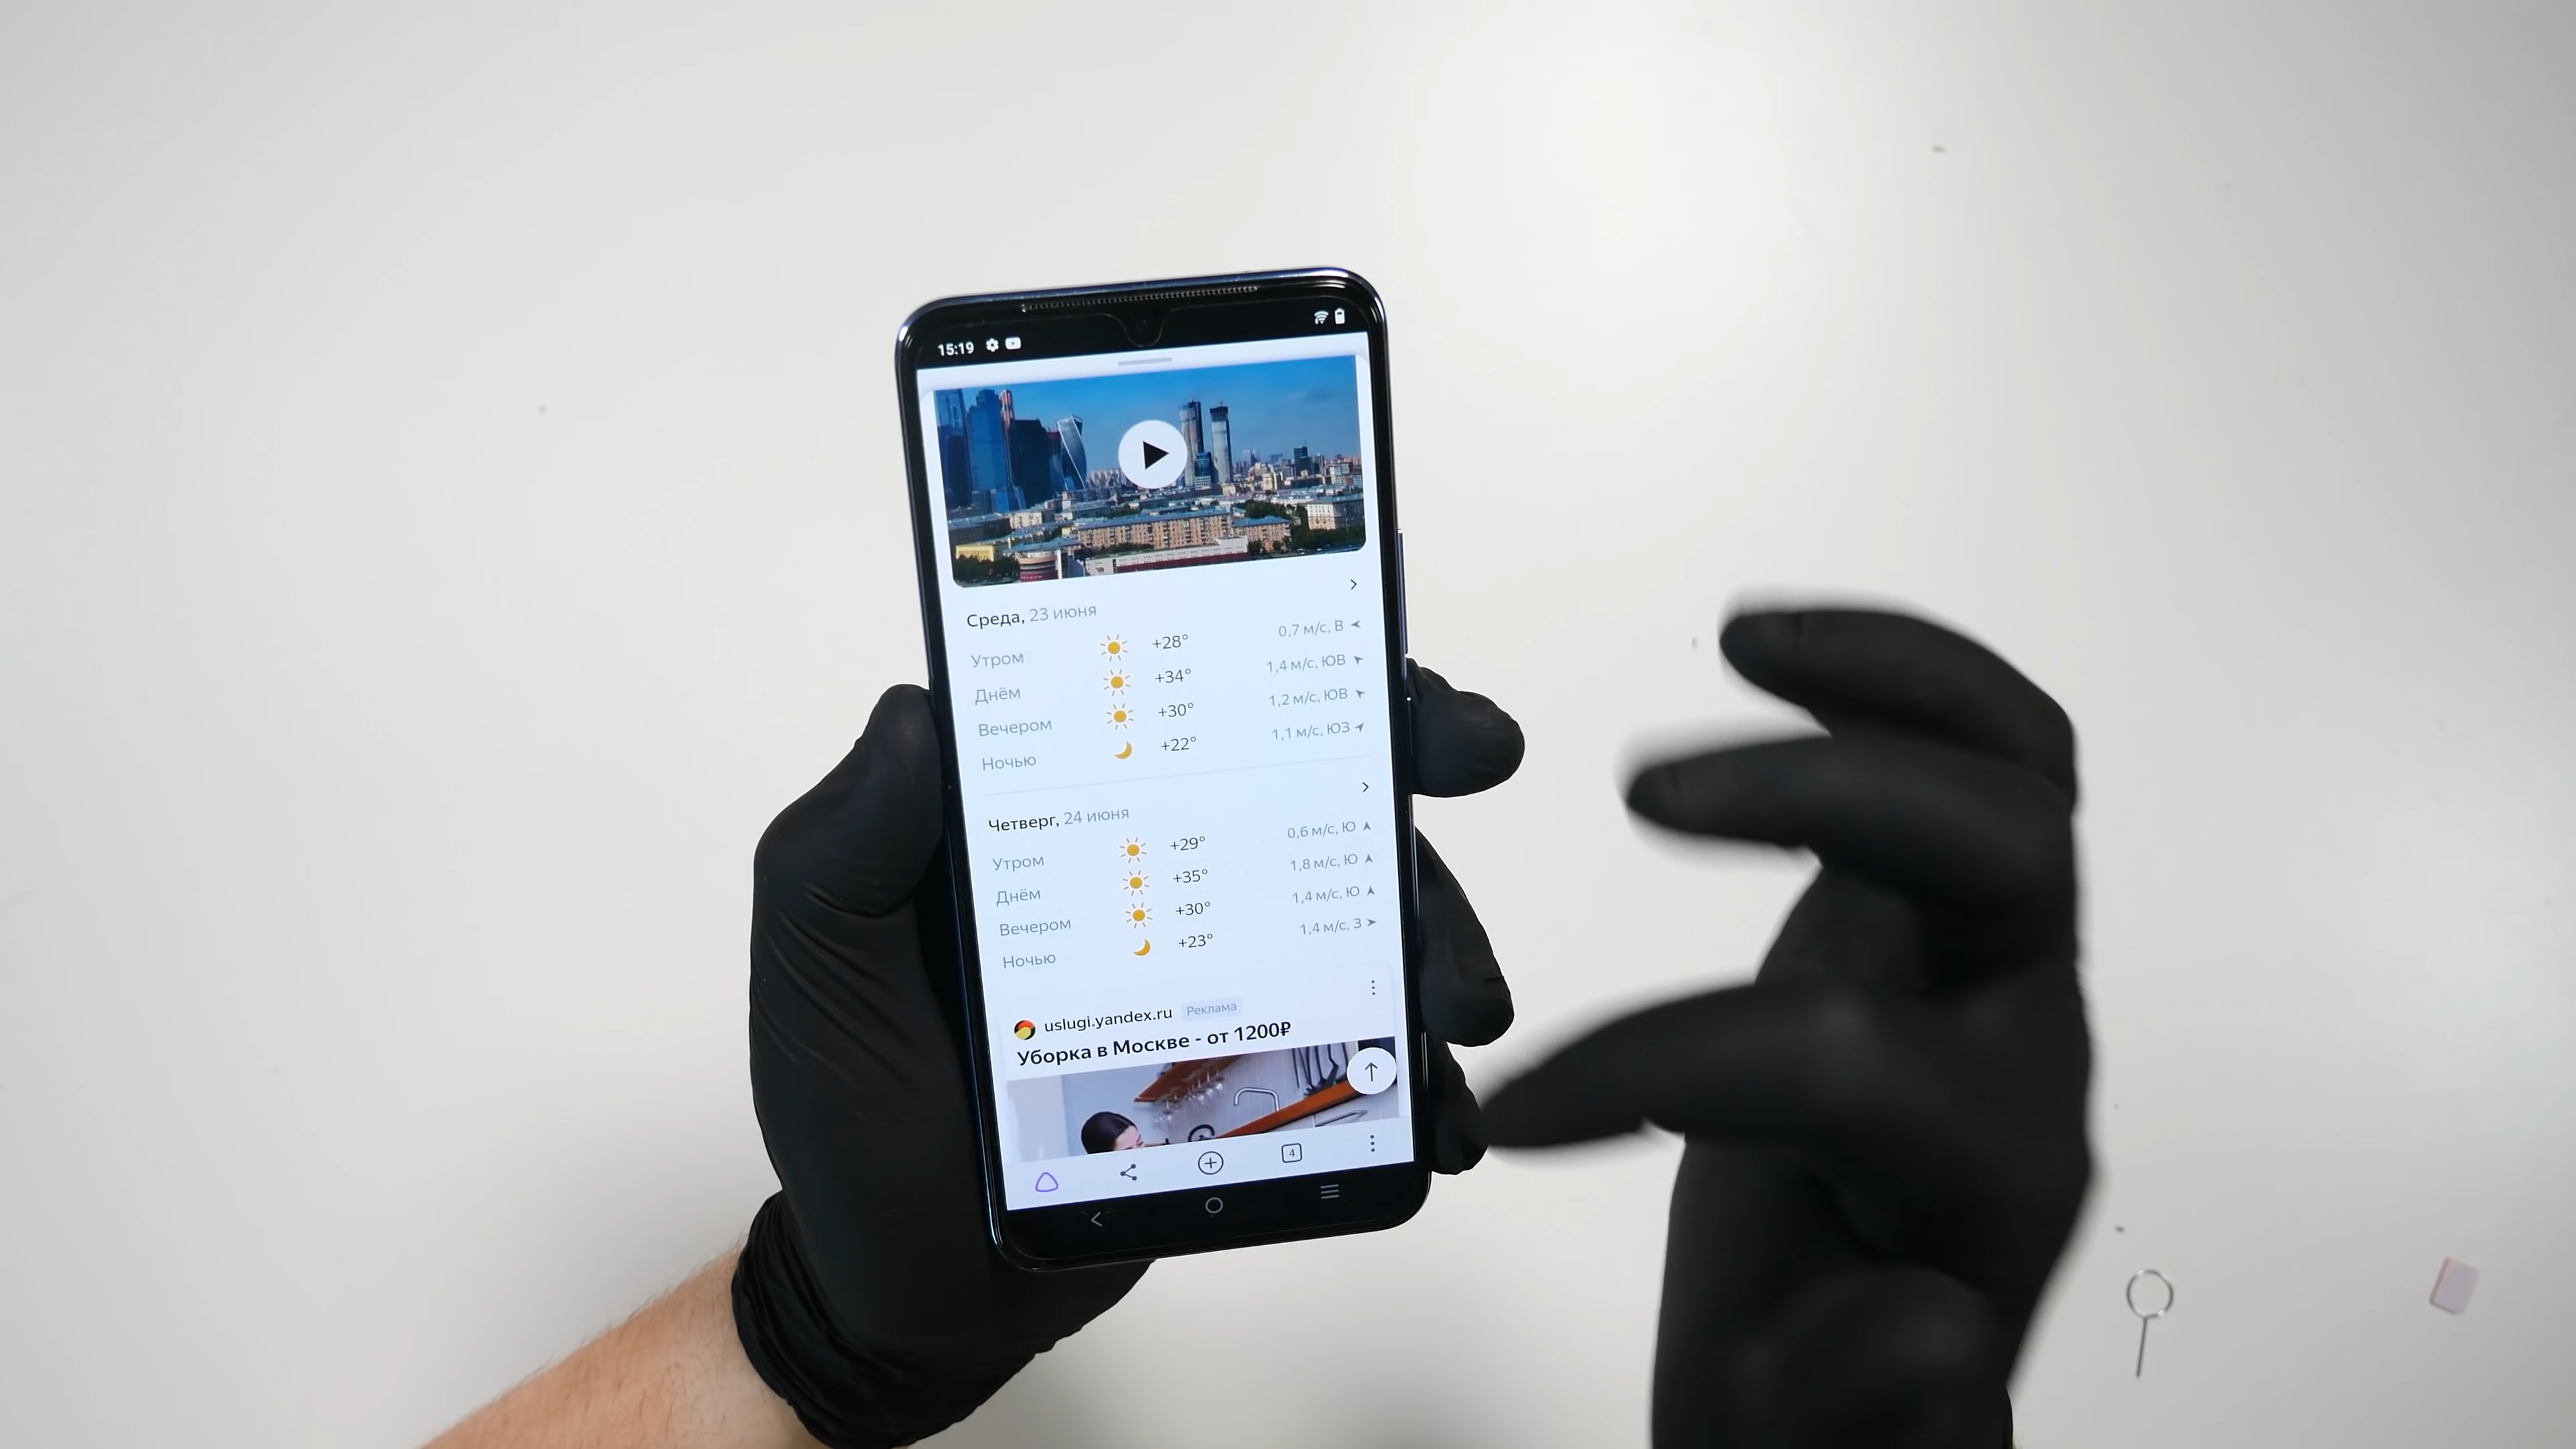 15:19
Среда, 23 июня
Утром +28° 0,7 м/с, В
Днём +34° 1,4 м/с, ЮВ
Вечером +30° 1,2 м/с, ЮВ
Ночью +22° 1,1 м/с, ЮЗ
Четверг, 24 июня
Утром +29° 0,6 м/с, Ю
Днём +35° 1,8 м/с, Ю
Вечером +30° 1,4 м/с, Ю
Ночью +23° 1,4 м/с, З
uslugi.yandex.ru Реклама
Уборка в Москве - от 1200₽
4